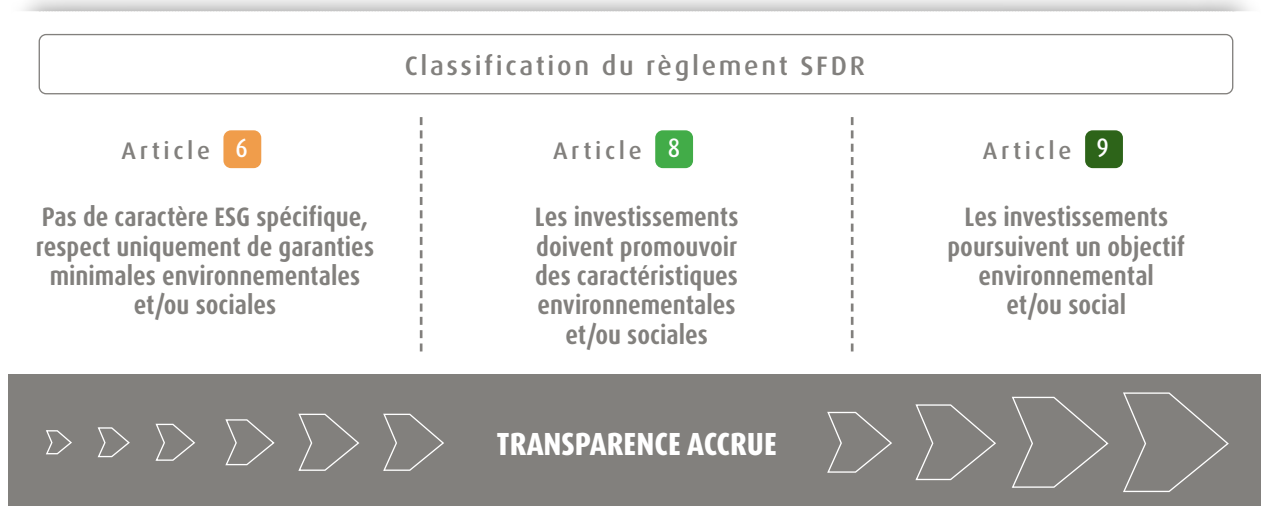 Classification du règlement SFDR
Article 6
Pas de caractère ESG spécifique,
respect uniquement de garanties
minimales environnementales
et/ou sociales
Article 8
Les investissements
doivent promouvoir
des caractéristiques
environnementales
et/ou sociales
Article 9
Les investissements
poursuivent un objectif
environnemental
et/ou social
TRANSPARENCE ACCRUE